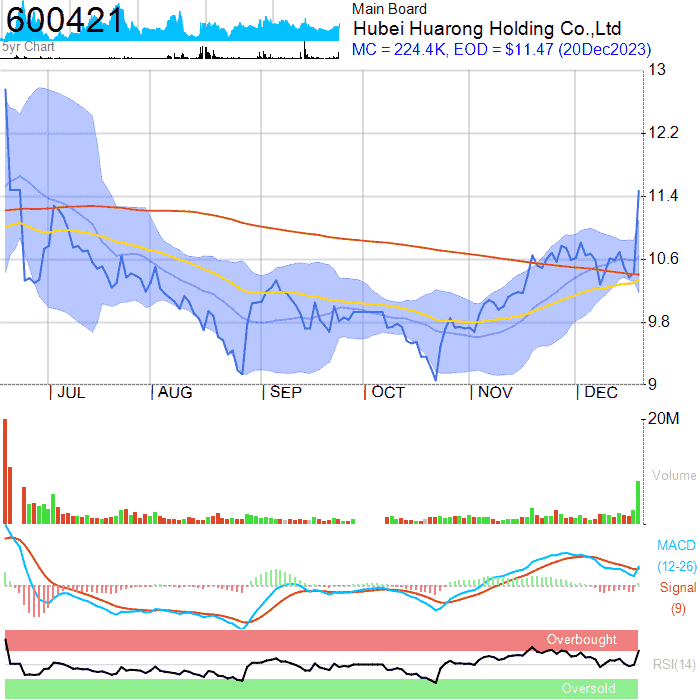 600421
5yr Chart
Main Board
Hubei Huarong Holding Co.,Ltd
MC = 224.4K, EOD = $11.47 (20Dec2023)
13
12.2
11.4
10.6
9.8
9
JUL AUG SEP OCT NOV DEC
20M
Volume
MACD
(12-26)
Signal
(9)
Overbought
RSI(14)
Oversold